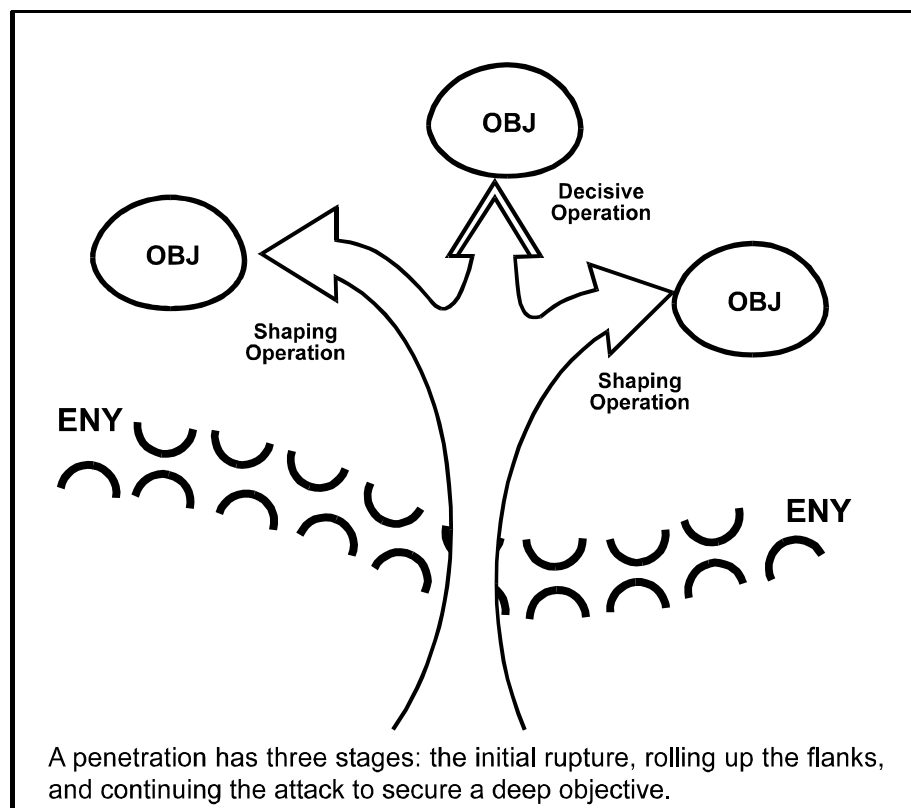 OBJ
Decisive
Operation
OBJ
OBJ
Shaping
Operation
Shaping
Operation
ENY
ENY
A penetration has three stages: the initial rupture, rolling up the flanks,
and continuing the attack to secure a deep objective.